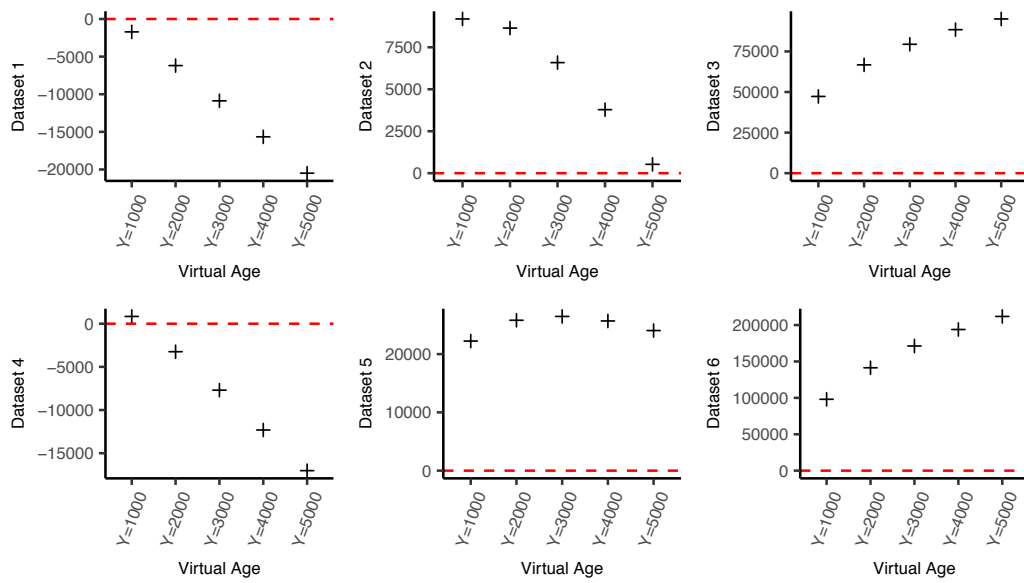 Dataset 1
0
−5000
−10000
−15000
−20000
Y=1000
Y=2000
Y=3000
Y=4000
Y=5000
Virtual Age
Dataset 2
7500
5000
2500
0
Y=1000
Y=2000
Y=3000
Y=4000
Y=5000
Virtual Age
Dataset 3
75000
50000
25000
0
Y=1000
Y=2000
Y=3000
Y=4000
Y=5000
Virtual Age
Dataset 4
0
−5000
−10000
−15000
Y=1000
Y=2000
Y=3000
Y=4000
Y=5000
Virtual Age
Dataset 5
20000
10000
0
Y=1000
Y=2000
Y=3000
Y=4000
Y=5000
Virtual Age
Dataset 6
200000
150000
100000
50000
0
Y=1000
Y=2000
Y=3000
Y=4000
Y=5000
Virtual Age